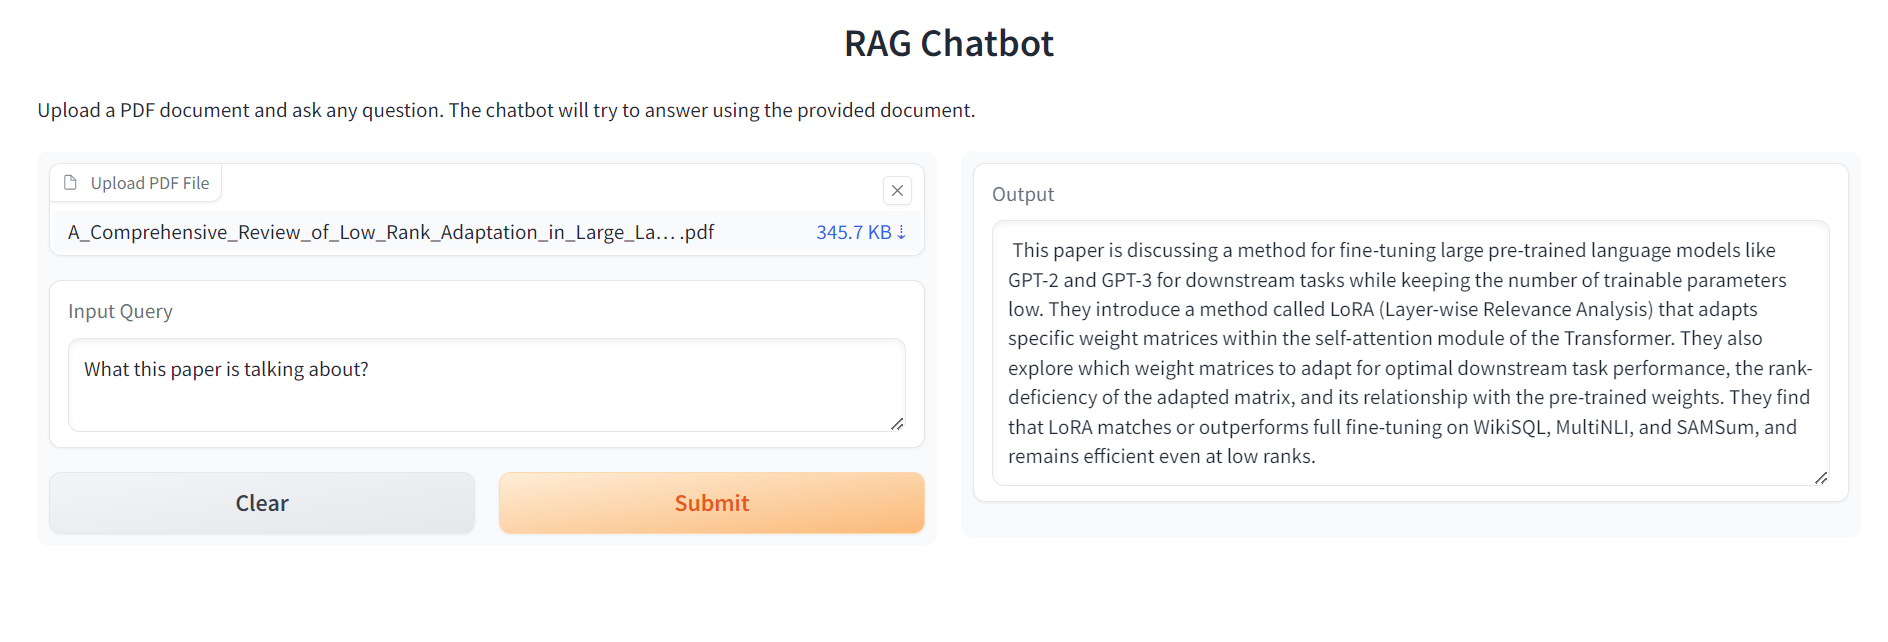 RAG Chatbot
Upload a PDF document and ask any question. The chatbot will try to answer using the provided document.
Upload PDF File
A_Comprehensive_Review_of_Low_Rank_Adaptation_in_Large_La... .pdf
345.7 KB ⇣
Input Query
What this paper is talking about?
Clear
Submit
Output
This paper is discussing a method for fine-tuning large pre-trained language models like
GPT-2 and GPT-3 for downstream tasks while keeping the number of trainable parameters
low. They introduce a method called LoRA (Layer-wise Relevance Analysis) that adapts
specific weight matrices within the self-attention module of the Transformer. They also
explore which weight matrices to adapt for optimal downstream task performance, the rank-
deficiency of the adapted matrix, and its relationship with the pre-trained weights. They find
that LoRA matches or outperforms full fine-tuning on WikiSQL, MultiNLI, and SAMSum, and
remains efficient even at low ranks.